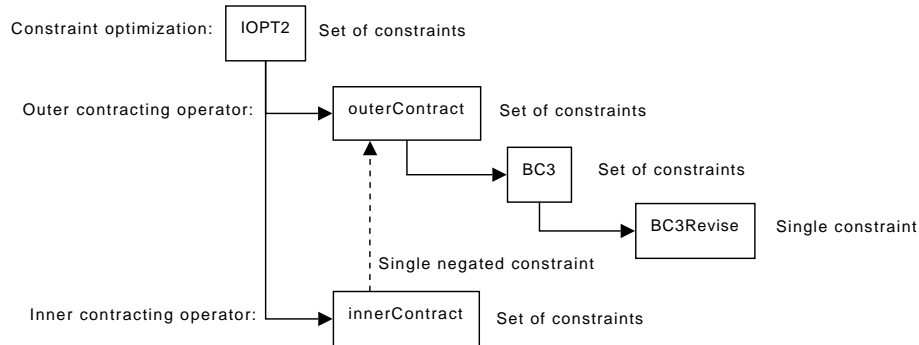 Constraint optimization: IOPT2 Set of constraints
Outer contracting operator: outerContract Set of constraints
BC3 Set of constraints
BC3Revise Single constraint
Single negated constraint
Inner contracting operator: innerContract Set of constraints